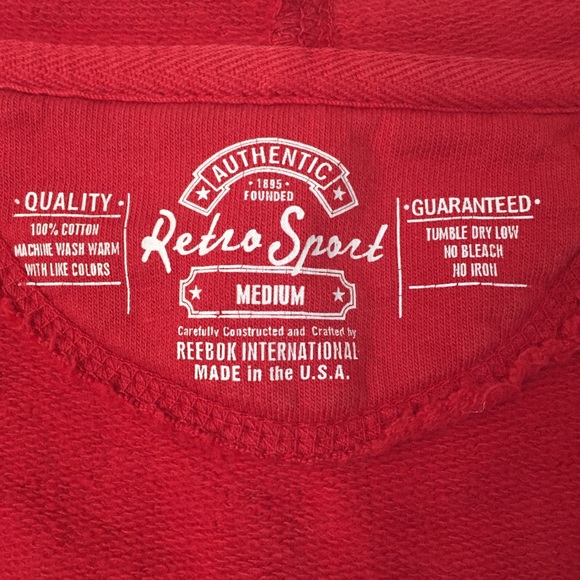 AUTHENTIC
· 1895 ·
FOUNDED
Retro Sport
MEDIUM
Carefully Constructed and Crafted by
REEBOK INTERNATIONAL
MADE in the U.S.A.
· QUALITY ·
100% COTTON
MACHINE WASH WARM
WITH LIKE COLORS
· GUARANTEED ·
TUMBLE DRY LOW
NO BLEACH
NO IRON